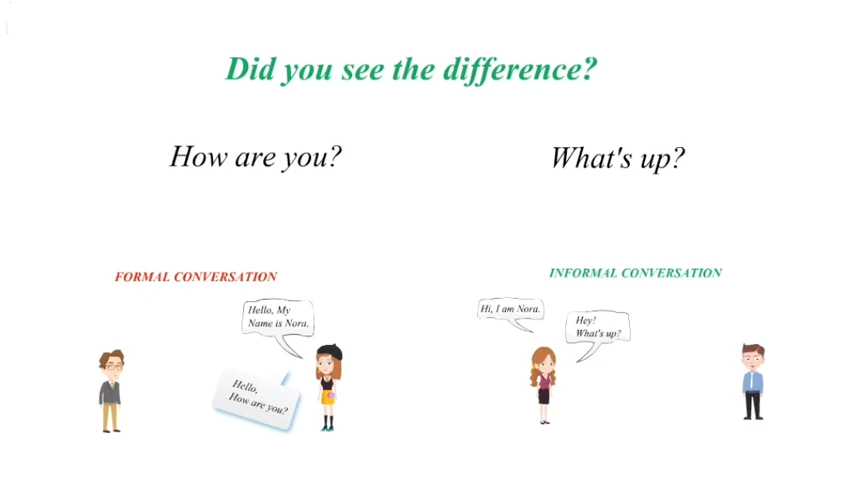 Did you see the difference?
How are you?
What's up?
FORMAL CONVERSATION
INFORMAL CONVERSATION
Hello, My
Name is Nora.
Hello,
How are you?
Hi, I am Nora.
Hey!
What's up?